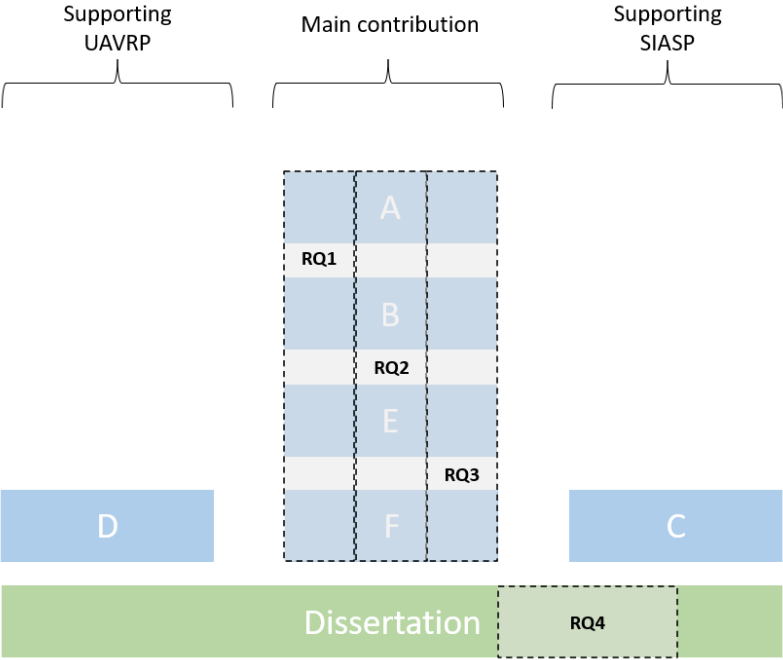 Supporting
UAVRP
Main contribution
Supporting
SIASP
A
RQ1
B
RQ2
E
RQ3
D
F
C
Dissertation
RQ4